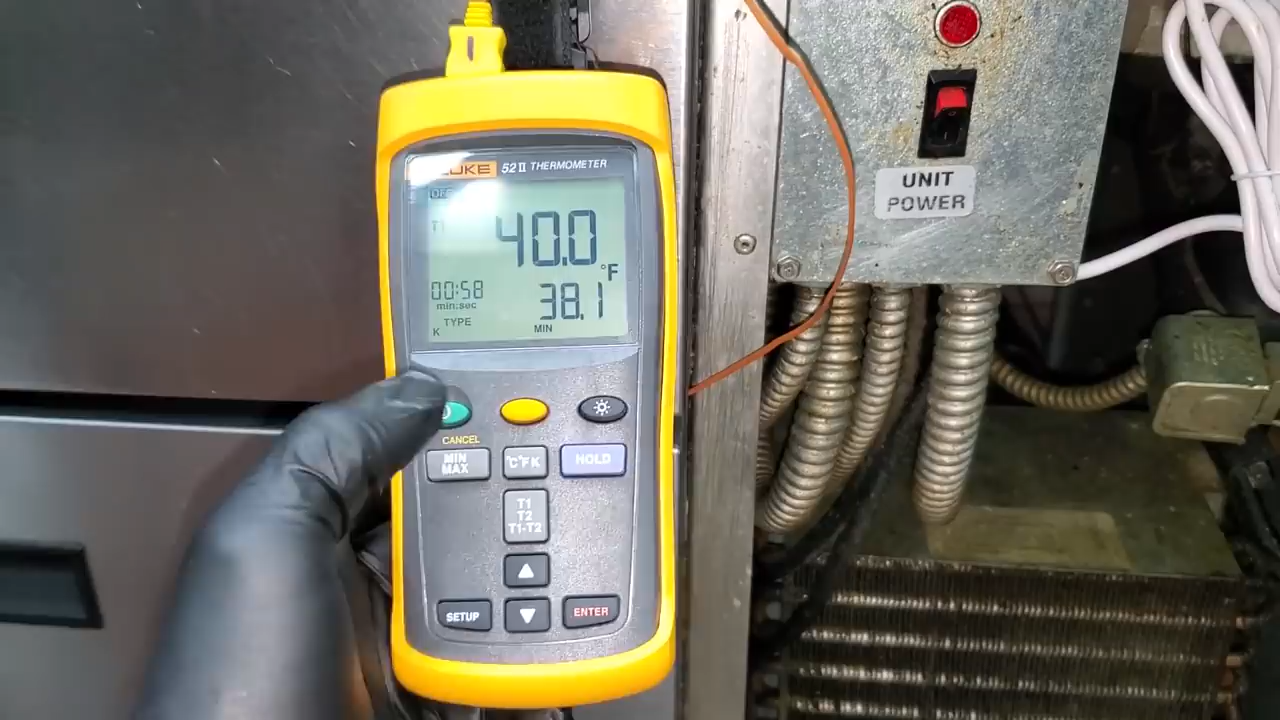 52 II THERMOMETER
T1
40.0
°F
00:58
min:sec
38.1
TYPE
K
MIN
CANCEL
MIN
MAX
°C°F K
HOLD
T1
T2
T1-T2
SETUP
ENTER
UNIT
POWER